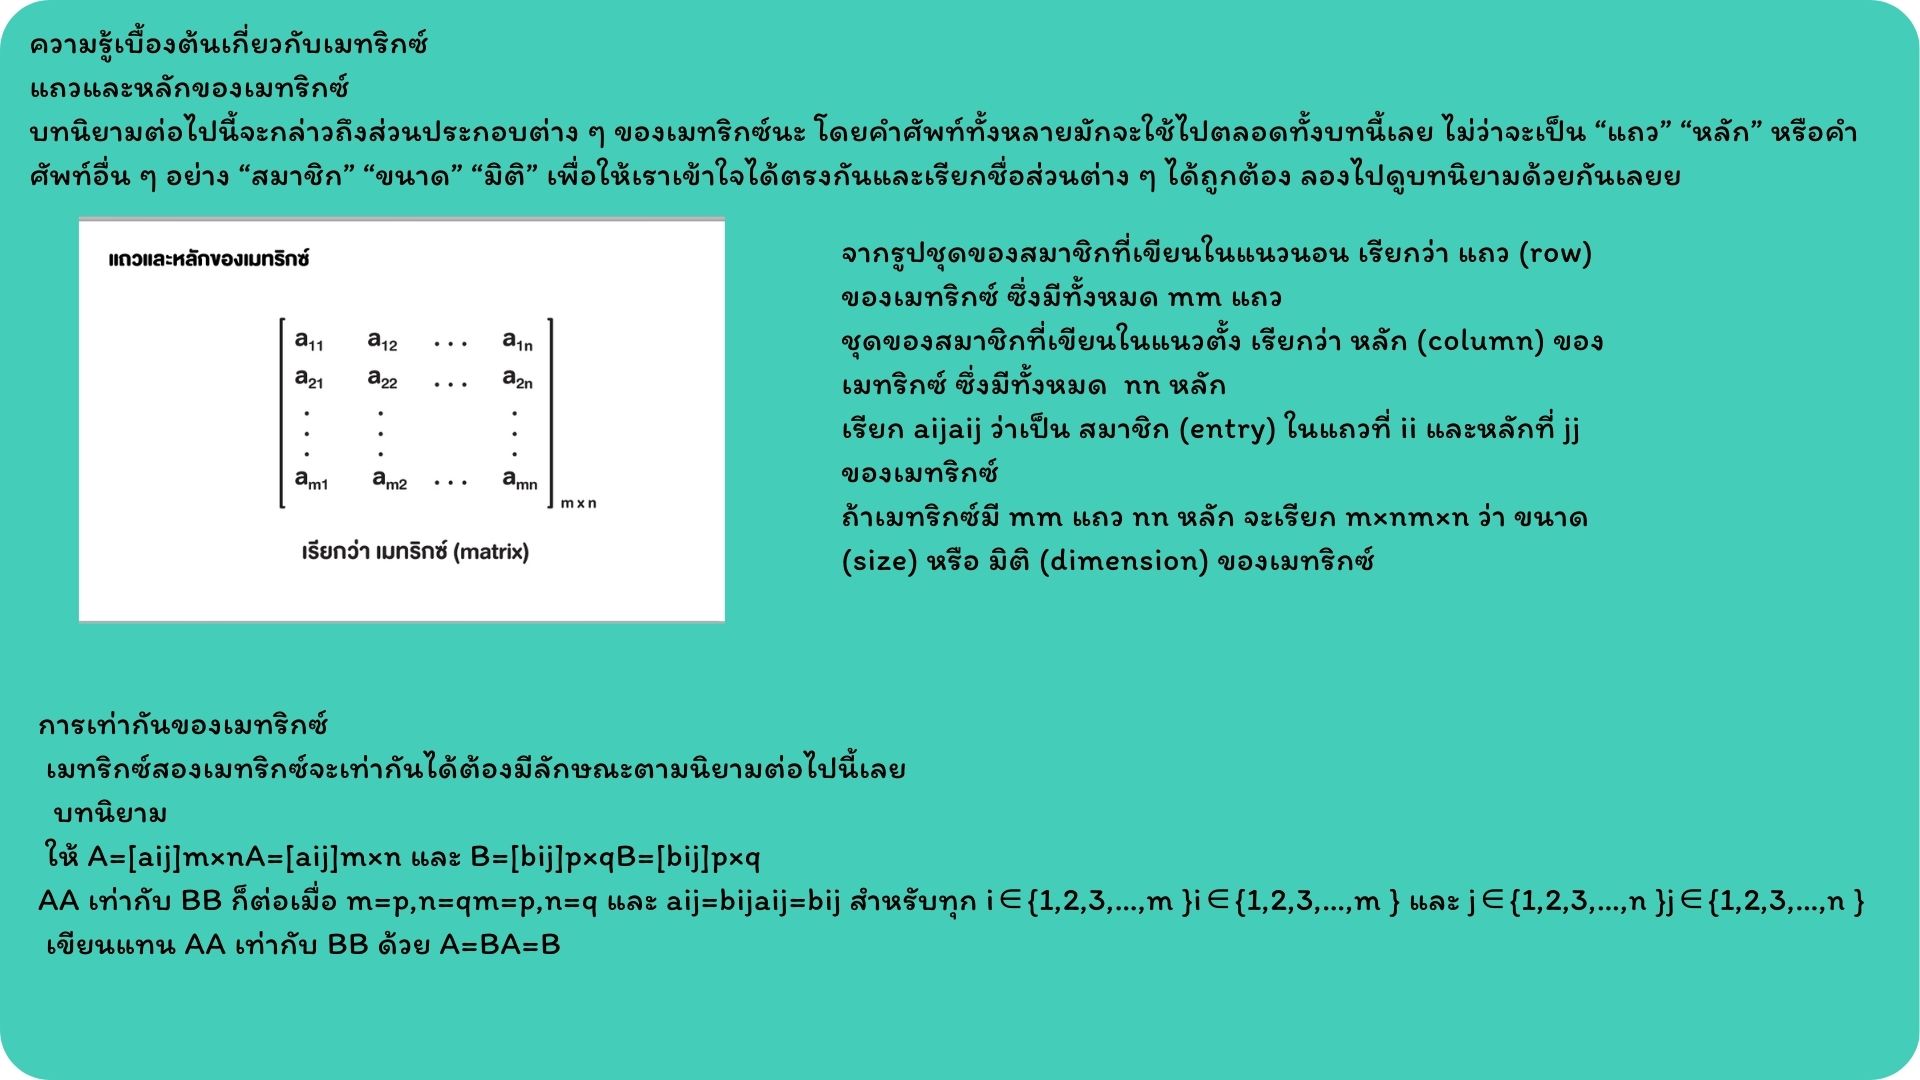 ความรู้เบื้องต้นเกี่ยวกับเมทริกซ์
แถวและหลักของเมทริกซ์
บทนิยามต่อไปนี้จะกล่าวถึงส่วนประกอบต่าง ๆ ของเมทริกซ์นะ โดยคำศัพท์ทั้งหลายมักจะใช้ไปตลอดทั้งบทนี้เลย ไม่ว่าจะเป็น “แถว” “หลัก” หรือคำ
ศัพท์อื่น ๆ อย่าง “สมาชิก” “ขนาด” “มิติ” เพื่อให้เราเข้าใจได้ตรงกันและเรียกชื่อส่วนต่าง ๆ ได้ถูกต้อง ลองไปดูบทนิยามด้วยกันเลยย
แถวและหลักของเมทริกซ์
a11 a12 ... a1n
a21 a22 ... a2n
. . .
. . .
. . .
am1 am2 ... amn
m x n
เรียกว่า เมทริกซ์ (matrix)
จากรูปชุดของสมาชิกที่เขียนในแนวนอน เรียกว่า แถว (row)
ของเมทริกซ์ ซึ่งมีทั้งหมด mm แถว
ชุดของสมาชิกที่เขียนในแนวตั้ง เรียกว่า หลัก (column) ของ
เมทริกซ์ ซึ่งมีทั้งหมด nn หลัก
เรียก aijaij ว่าเป็น สมาชิก (entry) ในแถวที่ ii และหลักที่ jj
ของเมทริกซ์
ถ้าเมทริกซ์มี mm แถว nn หลัก จะเรียก m×nm×n ว่า ขนาด
(size) หรือ มิติ (dimension) ของเมทริกซ์
การเท่ากันของเมทริกซ์
เมทริกซ์สองเมทริกซ์จะเท่ากันได้ต้องมีลักษณะตามนิยามต่อไปนี้เลย
บทนิยาม
ให้ A=[aij]m×nA=[aij]m×n และ B=[bij]p×qB=[bij]p×q
AA เท่ากับ BB ก็ต่อเมื่อ m=p,n=qm=p,n=q และ aij=bijaij=bij สำหรับทุก i∈{1,2,3,...,m }i∈{1,2,3,...,m } และ j∈{1,2,3,...,n }j∈{1,2,3,...,n }
เขียนแทน AA เท่ากับ BB ด้วย A=BA=B